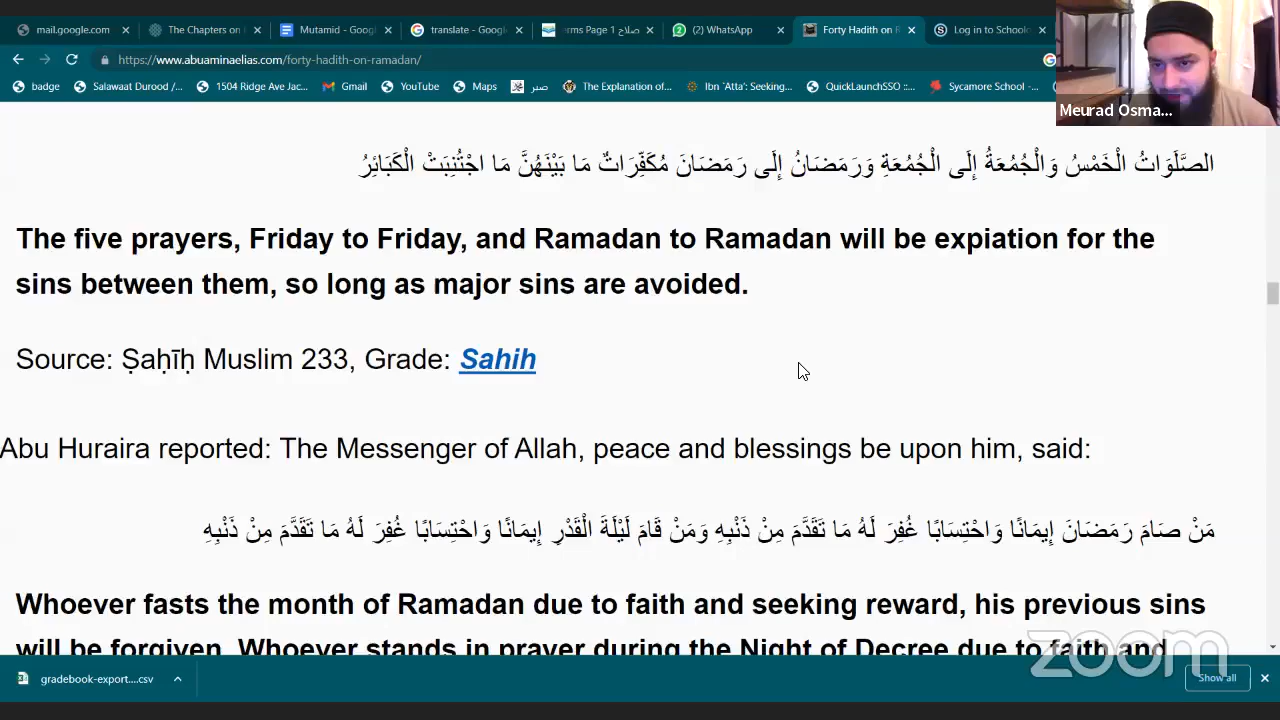 mail.google.com
The Chapters on
Mutamid - Goog
translate - Google
صلاح Terms Page 1
(2) WhatsApp
Forty Hadith on R
Log in to Schoolo
https://www.abuaminaelias.com/forty-hadith-on-ramadan/
badge
Salawaat Durood /...
1504 Ridge Ave Jac...
Gmail
YouTube
Maps
صبر
The Explanation of...
Ibn `Atta': Seeking...
QuickLaunchSSO ::...
Sycamore School -...
Meurad Osma...
الصَّلَوَاتُ الْخَمْسُ وَالْجُمُعَةُ إِلَى الْجُمُعَةِ وَرَمَضَانُ إِلَى رَمَضَانَ مُكَفِّرَاتٌ مَا بَيْنَهُنَّ مَا اجْتُنِبَتْ الْكَبَائِرُ
The five prayers, Friday to Friday, and Ramadan to Ramadan will be expiation for the
sins between them, so long as major sins are avoided.
Source: Ṣaḥīḥ Muslim 233, Grade: Sahih
Abu Huraira reported: The Messenger of Allah, peace and blessings be upon him, said:
مَنْ صَامَ رَمَضَانَ إِيمَانًا وَاحْتِسَابًا غُفِرَ لَهُ مَا تَقَدَّمَ مِنْ ذَنْبِهِ وَمَنْ قَامَ لَيْلَةَ الْقَدْرِ إِيمَانًا وَاحْتِسَابًا غُفِرَ لَهُ مَا تَقَدَّمَ مِنْ ذَنْبِهِ
Whoever fasts the month of Ramadan due to faith and seeking reward, his previous sins
will be forgiven. Whoever stands in prayer during the Night of Decree due to faith and
zoom
gradebook-export....csv
Show all